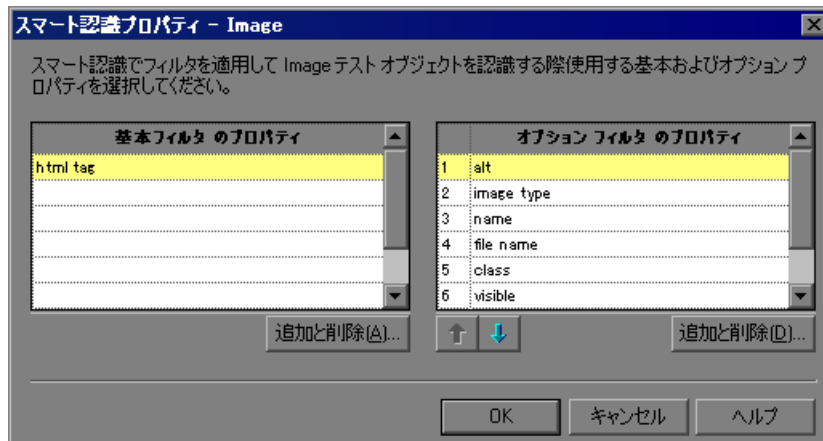 スマート認識プロパティ - Image
スマート認識でフィルタを適用して Image テスト オブジェクトを認識する際使用する基本およびオプション プ
ロパティを選択してください。
基本フィルタ のプロパティ
html tag
オプション フィルタ のプロパティ
1 alt
2 image type
3 name
4 file name
5 class
6 visible
追加と削除(A)...
追加と削除(D)...
OK
キャンセル
ヘルプ